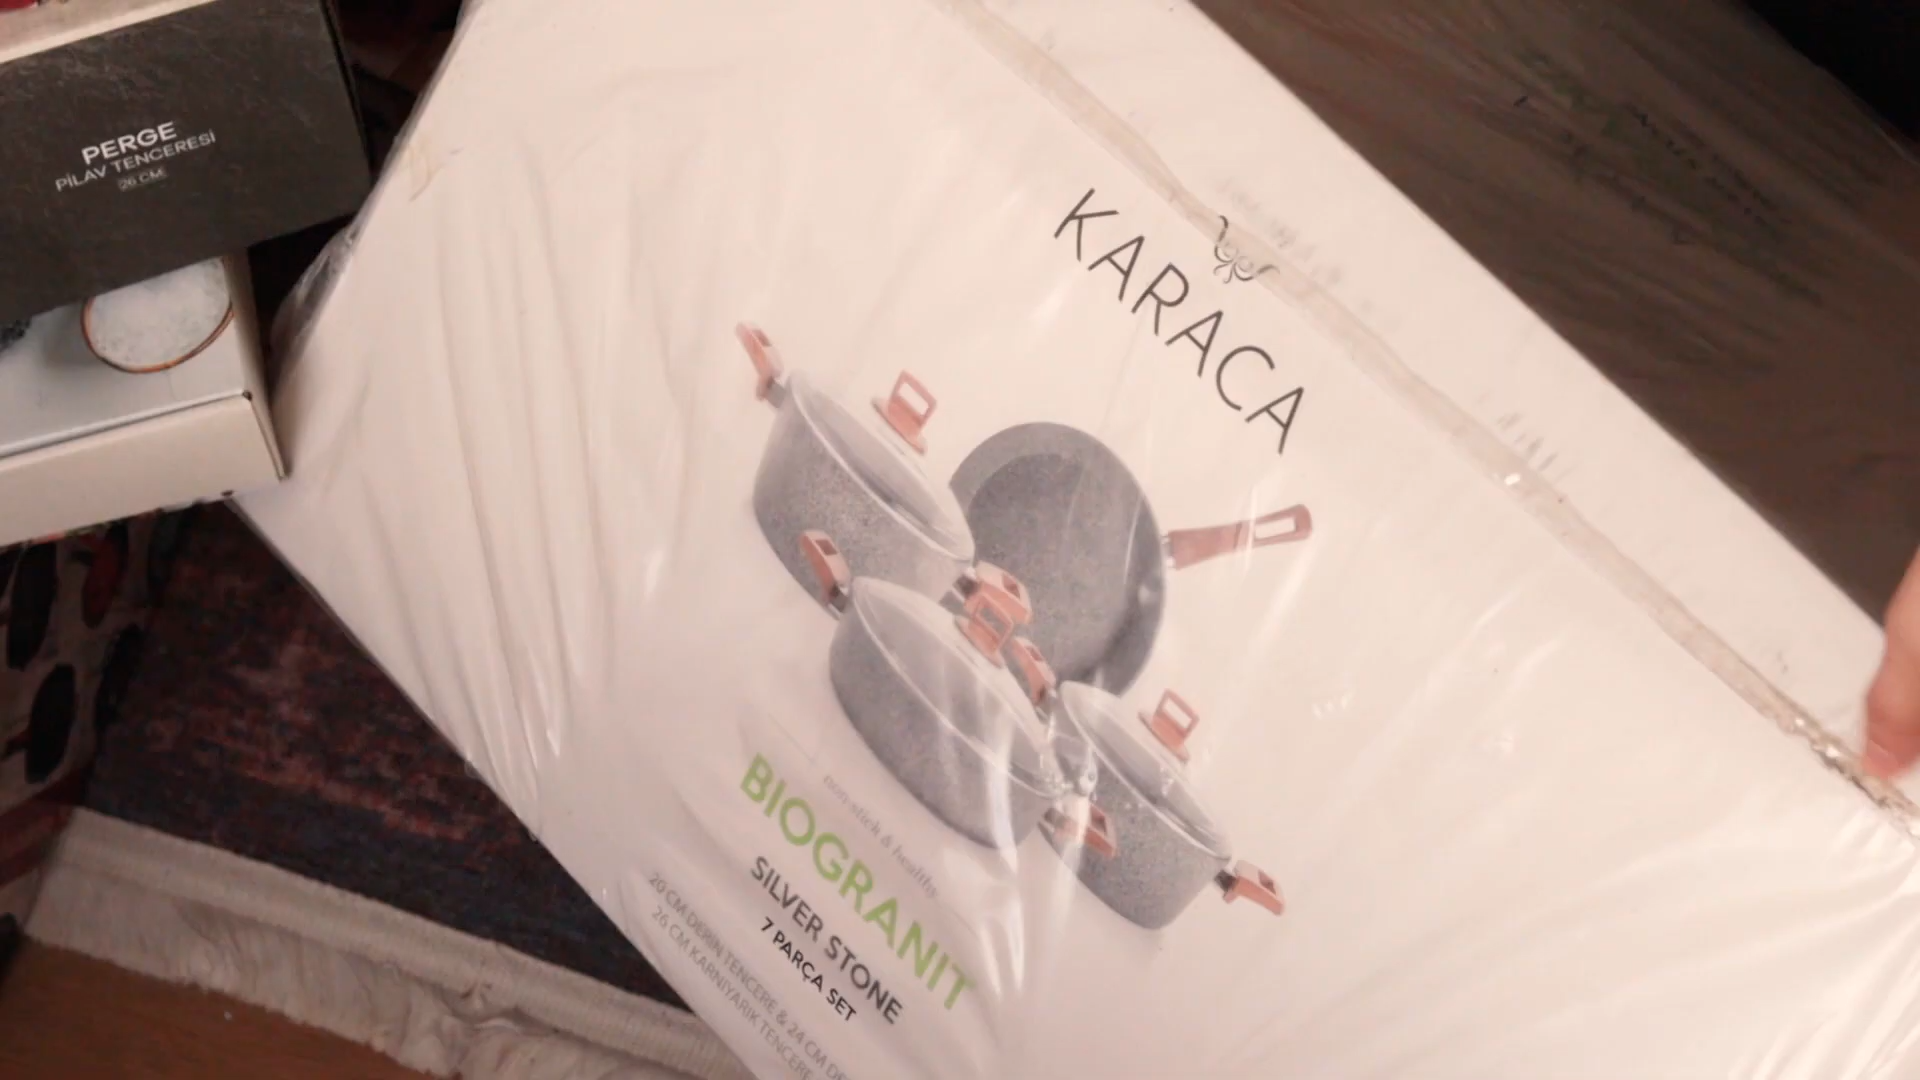 PERGE
PİLAV TENCERESİ
26 CM
KARACA
non-stick & healthy
BIOGRANIT
SILVER STONE
7 PARÇA SET
20 CM DERİN TENCERE & 24 CM
26 CM KARNIYARIK TENCERE